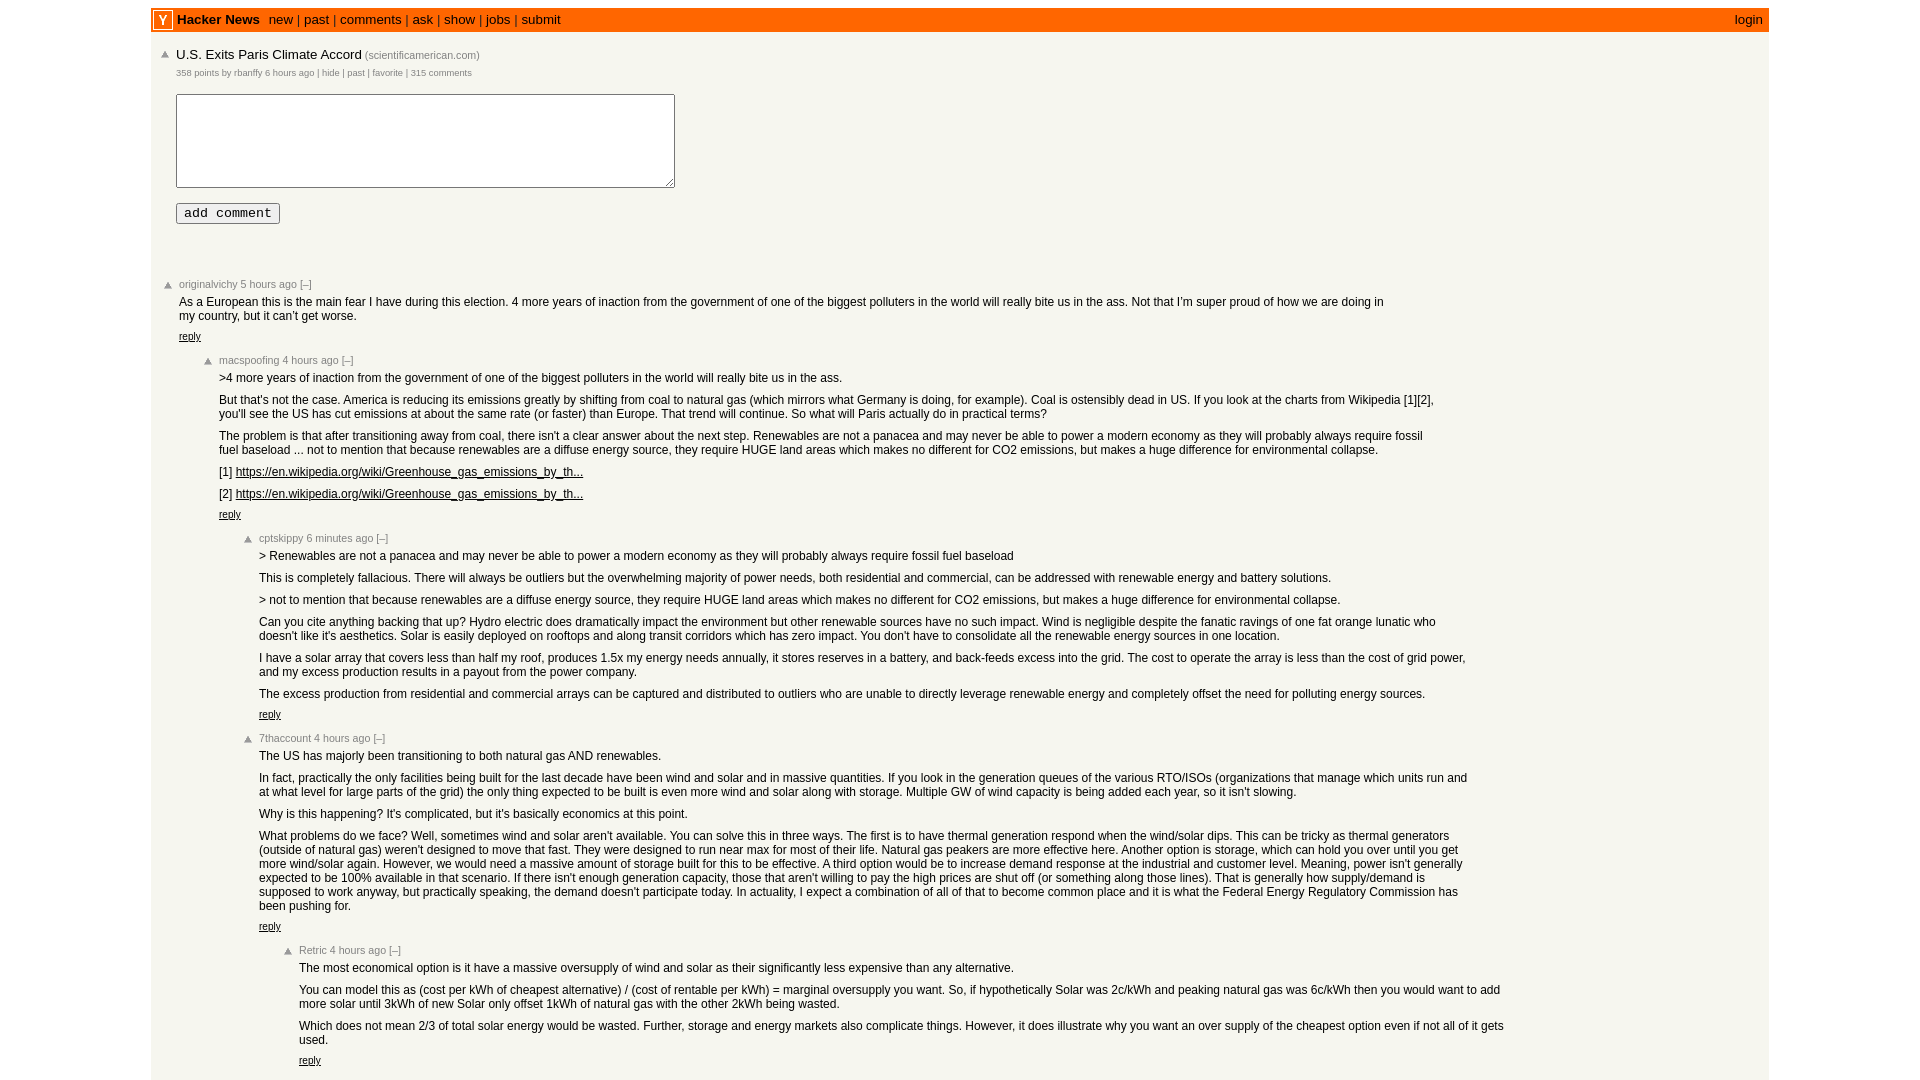 Y Hacker News new | past | comments | ask | show | jobs | submit login
U.S. Exits Paris Climate Accord (scientificamerican.com)
358 points by rbanffy 6 hours ago | hide | past | favorite | 315 comments
add comment
originalvichy 5 hours ago [–]
As a European this is the main fear I have during this election. 4 more years of inaction from the government of one of the biggest polluters in the world will really bite us in the ass. Not that I’m super proud of how we are doing in
my country, but it can’t get worse.
reply
macspoofing 4 hours ago [–]
>4 more years of inaction from the government of one of the biggest polluters in the world will really bite us in the ass.
But that's not the case. America is reducing its emissions greatly by shifting from coal to natural gas (which mirrors what Germany is doing, for example). Coal is ostensibly dead in US. If you look at the charts from Wikipedia [1][2],
you'll see the US has cut emissions at about the same rate (or faster) than Europe. That trend will continue. So what will Paris actually do in practical terms?
The problem is that after transitioning away from coal, there isn't a clear answer about the next step. Renewables are not a panacea and may never be able to power a modern economy as they will probably always require fossil
fuel baseload ... not to mention that because renewables are a diffuse energy source, they require HUGE land areas which makes no different for CO2 emissions, but makes a huge difference for environmental collapse.
[1] https://en.wikipedia.org/wiki/Greenhouse_gas_emissions_by_th...
[2] https://en.wikipedia.org/wiki/Greenhouse_gas_emissions_by_th...
reply
cptskippy 6 minutes ago [–]
> Renewables are not a panacea and may never be able to power a modern economy as they will probably always require fossil fuel baseload
This is completely fallacious. There will always be outliers but the overwhelming majority of power needs, both residential and commercial, can be addressed with renewable energy and battery solutions.
> not to mention that because renewables are a diffuse energy source, they require HUGE land areas which makes no different for CO2 emissions, but makes a huge difference for environmental collapse.
Can you cite anything backing that up? Hydro electric does dramatically impact the environment but other renewable sources have no such impact. Wind is negligible despite the fanatic ravings of one fat orange lunatic who
doesn't like it's aesthetics. Solar is easily deployed on rooftops and along transit corridors which has zero impact. You don't have to consolidate all the renewable energy sources in one location.
I have a solar array that covers less than half my roof, produces 1.5x my energy needs annually, it stores reserves in a battery, and back-feeds excess into the grid. The cost to operate the array is less than the cost of grid power,
and my excess production results in a payout from the power company.
The excess production from residential and commercial arrays can be captured and distributed to outliers who are unable to directly leverage renewable energy and completely offset the need for polluting energy sources.
reply
7thaccount 4 hours ago [–]
The US has majorly been transitioning to both natural gas AND renewables.
In fact, practically the only facilities being built for the last decade have been wind and solar and in massive quantities. If you look in the generation queues of the various RTO/ISOs (organizations that manage which units run and
at what level for large parts of the grid) the only thing expected to be built is even more wind and solar along with storage. Multiple GW of wind capacity is being added each year, so it isn't slowing.
Why is this happening? It's complicated, but it's basically economics at this point.
What problems do we face? Well, sometimes wind and solar aren't available. You can solve this in three ways. The first is to have thermal generation respond when the wind/solar dips. This can be tricky as thermal generators
(outside of natural gas) weren't designed to move that fast. They were designed to run near max for most of their life. Natural gas peakers are more effective here. Another option is storage, which can hold you over until you get
more wind/solar again. However, we would need a massive amount of storage built for this to be effective. A third option would be to increase demand response at the industrial and customer level. Meaning, power isn't generally
expected to be 100% available in that scenario. If there isn't enough generation capacity, those that aren't willing to pay the high prices are shut off (or something along those lines). That is generally how supply/demand is
supposed to work anyway, but practically speaking, the demand doesn't participate today. In actuality, I expect a combination of all of that to become common place and it is what the Federal Energy Regulatory Commission has
been pushing for.
reply
Retric 4 hours ago [–]
The most economical option is it have a massive oversupply of wind and solar as their significantly less expensive than any alternative.
You can model this as (cost per kWh of cheapest alternative) / (cost of rentable per kWh) = marginal oversupply you want. So, if hypothetically Solar was 2c/kWh and peaking natural gas was 6c/kWh then you would want to add
more solar until 3kWh of new Solar only offset 1kWh of natural gas with the other 2kWh being wasted.
Which does not mean 2/3 of total solar energy would be wasted. Further, storage and energy markets also complicate things. However, it does illustrate why you want an over supply of the cheapest option even if not all of it gets
used.
reply